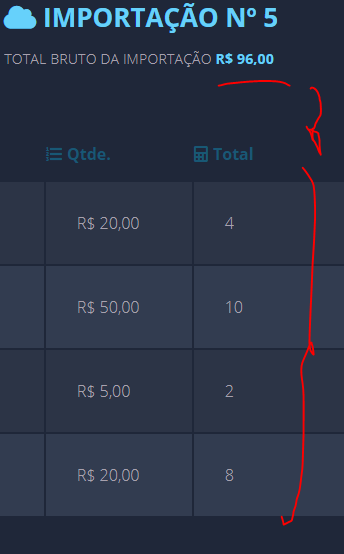 IMPORTAÇÃO Nº 5
TOTAL BRUTO DA IMPORTAÇÃO R$ 96,00
Qtde. Total
R$ 20,00 4
R$ 50,00 10
R$ 5,00 2
R$ 20,00 8